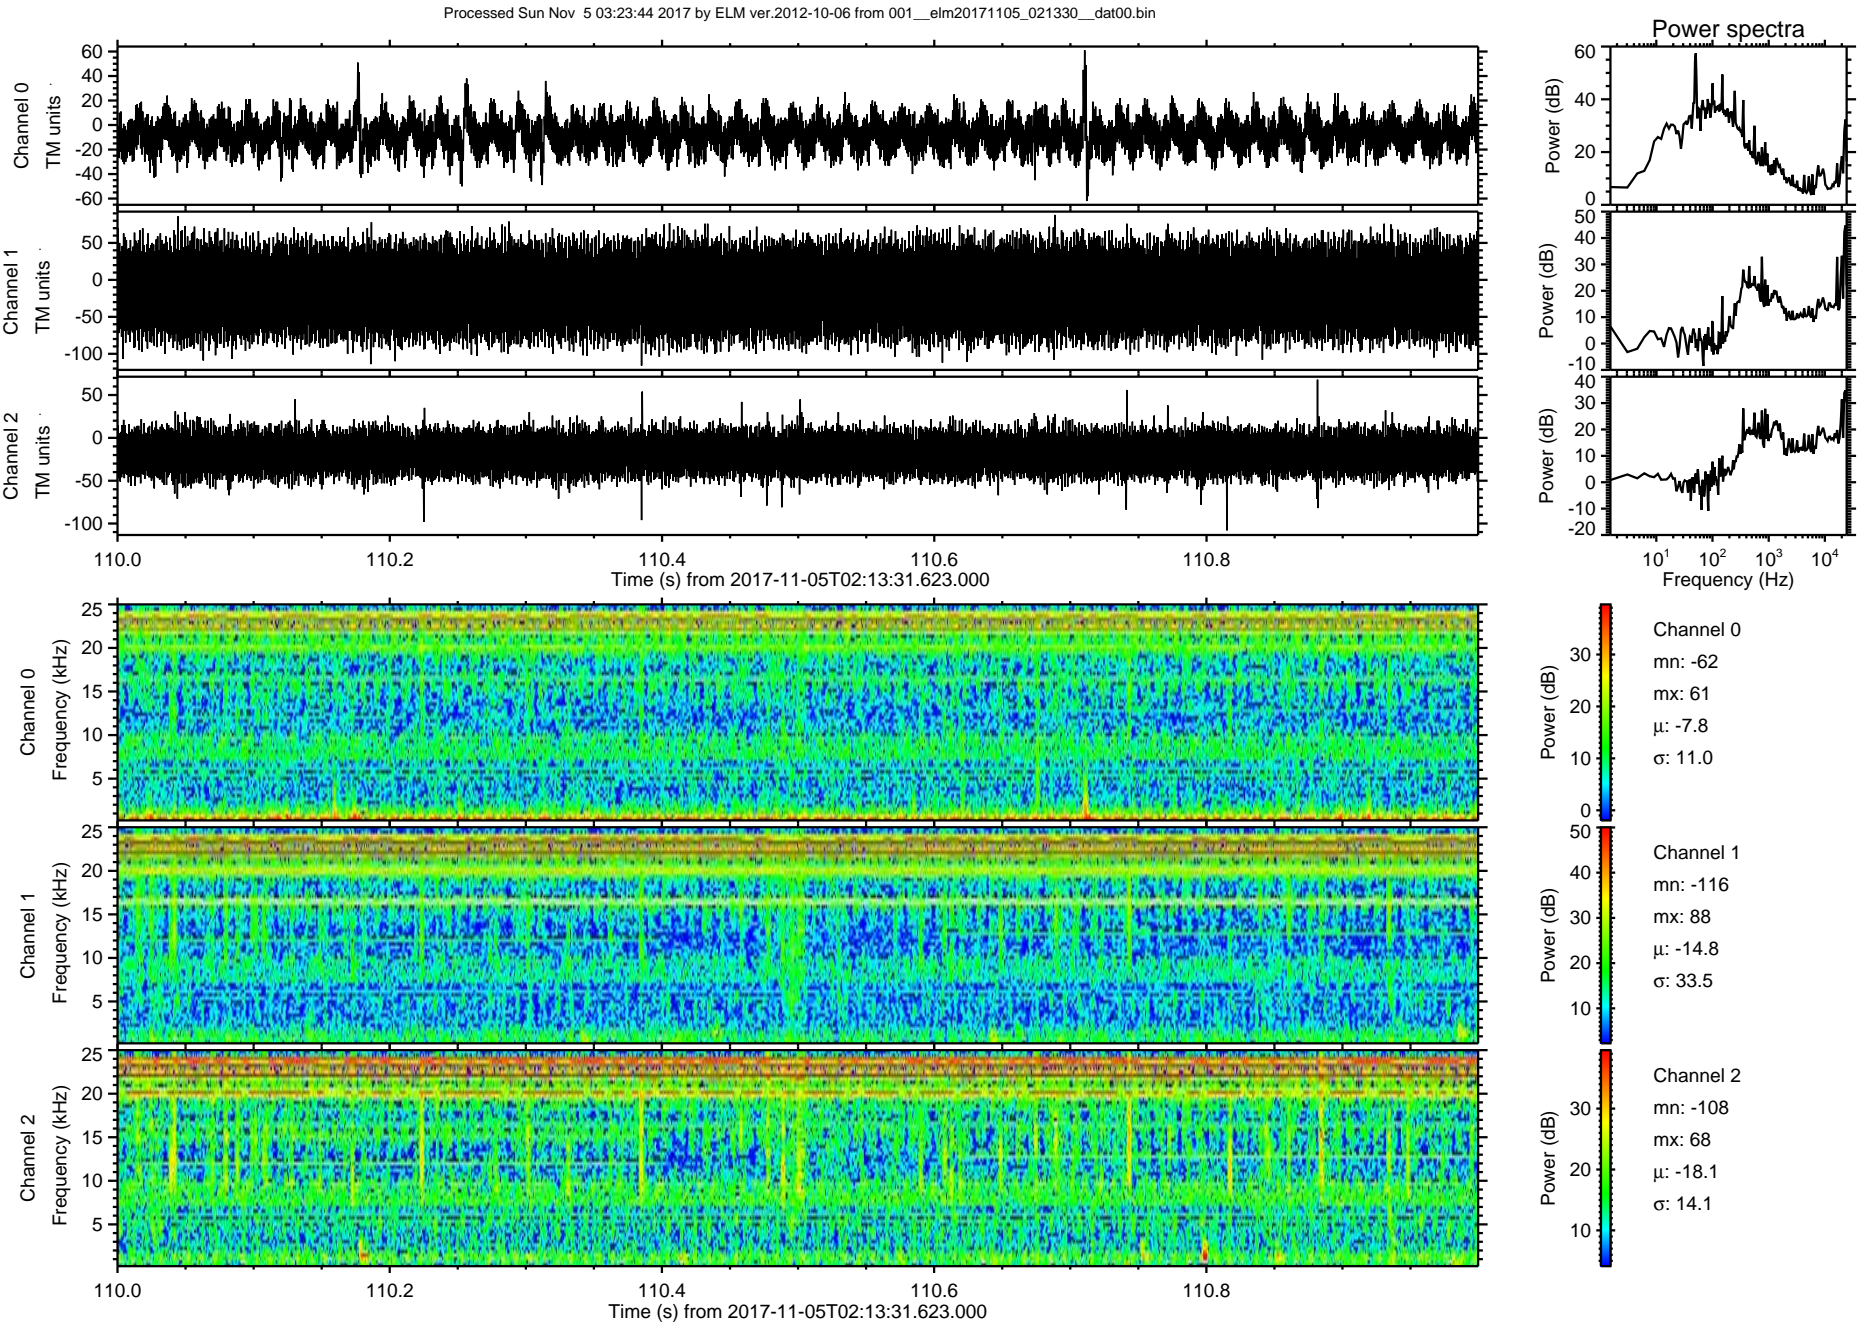 Processed Sun Nov  5 03:23:44 2017 by ELM ver.2012-10-06 from 001__elm20171105_021330__dat00.bin
Power spectra
Channel 0
TM units
60
40
20
0
-20
-40
-60
Power (dB)
60
40
20
0
Channel 1
TM units
50
0
-50
-100
Power (dB)
50
40
30
20
10
0
-10
Channel 2
TM units
50
0
-50
-100
Power (dB)
40
30
20
10
0
-10
-20
110.0 110.2 110.4 110.6 110.8
Time (s) from 2017-11-05T02:13:31.623.000
10^1 10^2 10^3 10^4
Frequency (Hz)
Channel 0
Frequency (kHz)
25
20
15
10
5
Power (dB)
30
20
10
0
Channel 0
mn: -62
mx: 61
μ: -7.8
σ: 11.0
Channel 1
Frequency (kHz)
25
20
15
10
5
Power (dB)
50
40
30
20
10
Channel 1
mn: -116
mx: 88
μ: -14.8
σ: 33.5
Channel 2
Frequency (kHz)
25
20
15
10
5
Power (dB)
30
20
10
Channel 2
mn: -108
mx: 68
μ: -18.1
σ: 14.1
110.0 110.2 110.4 110.6 110.8
Time (s) from 2017-11-05T02:13:31.623.000